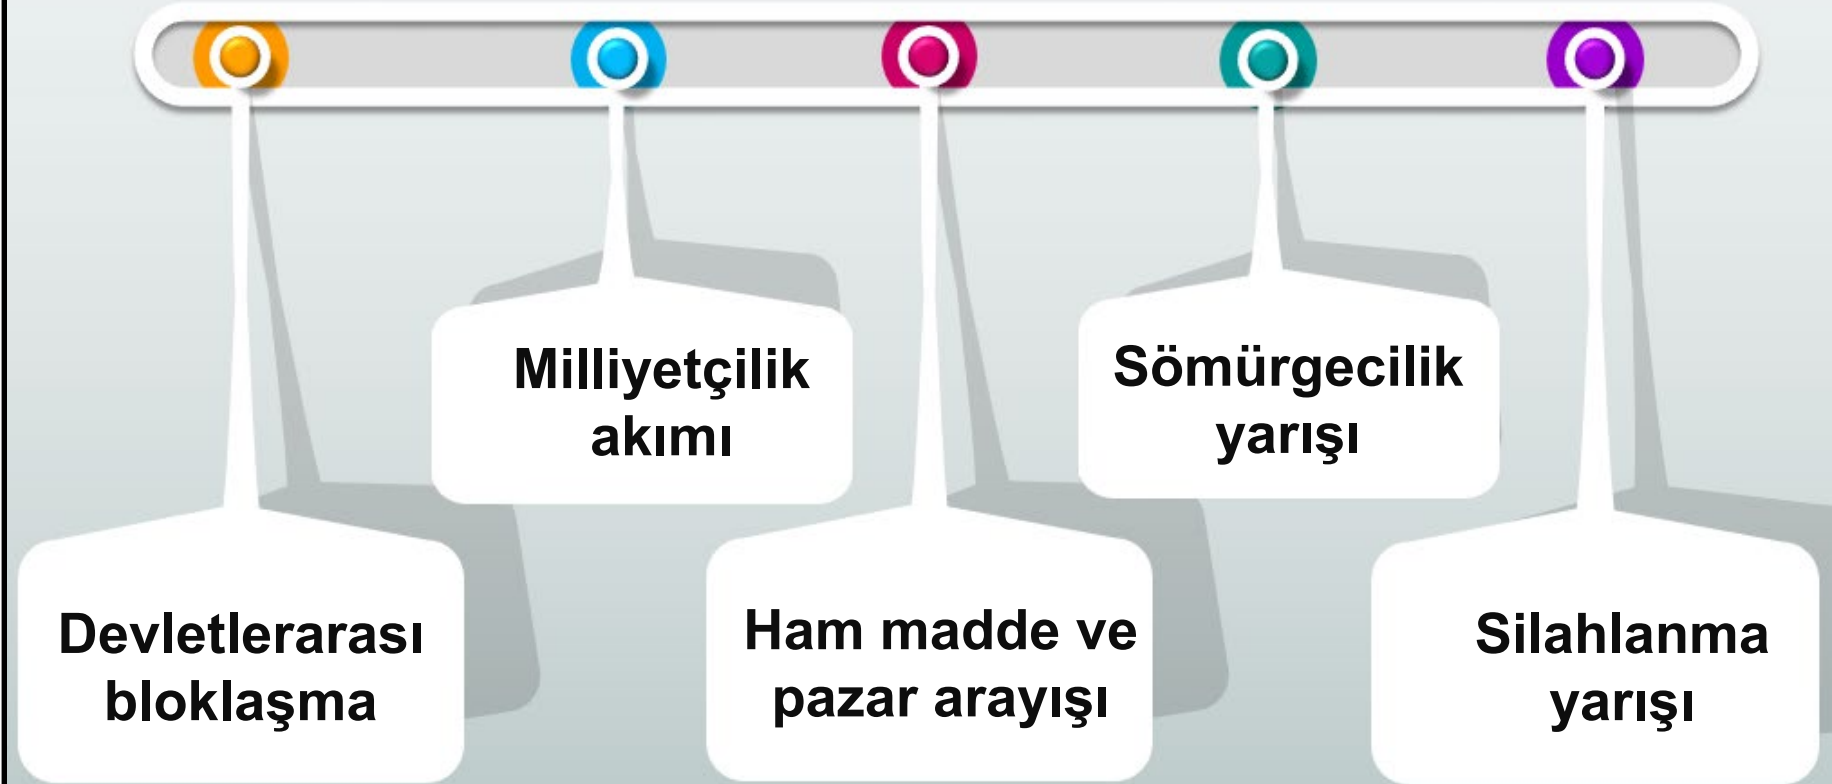 Devletlerarası
bloklaşma
Milliyetçilik
akımı
Ham madde ve
pazar arayışı
Sömürgecilik
yarışı
Silahlanma
yarışı